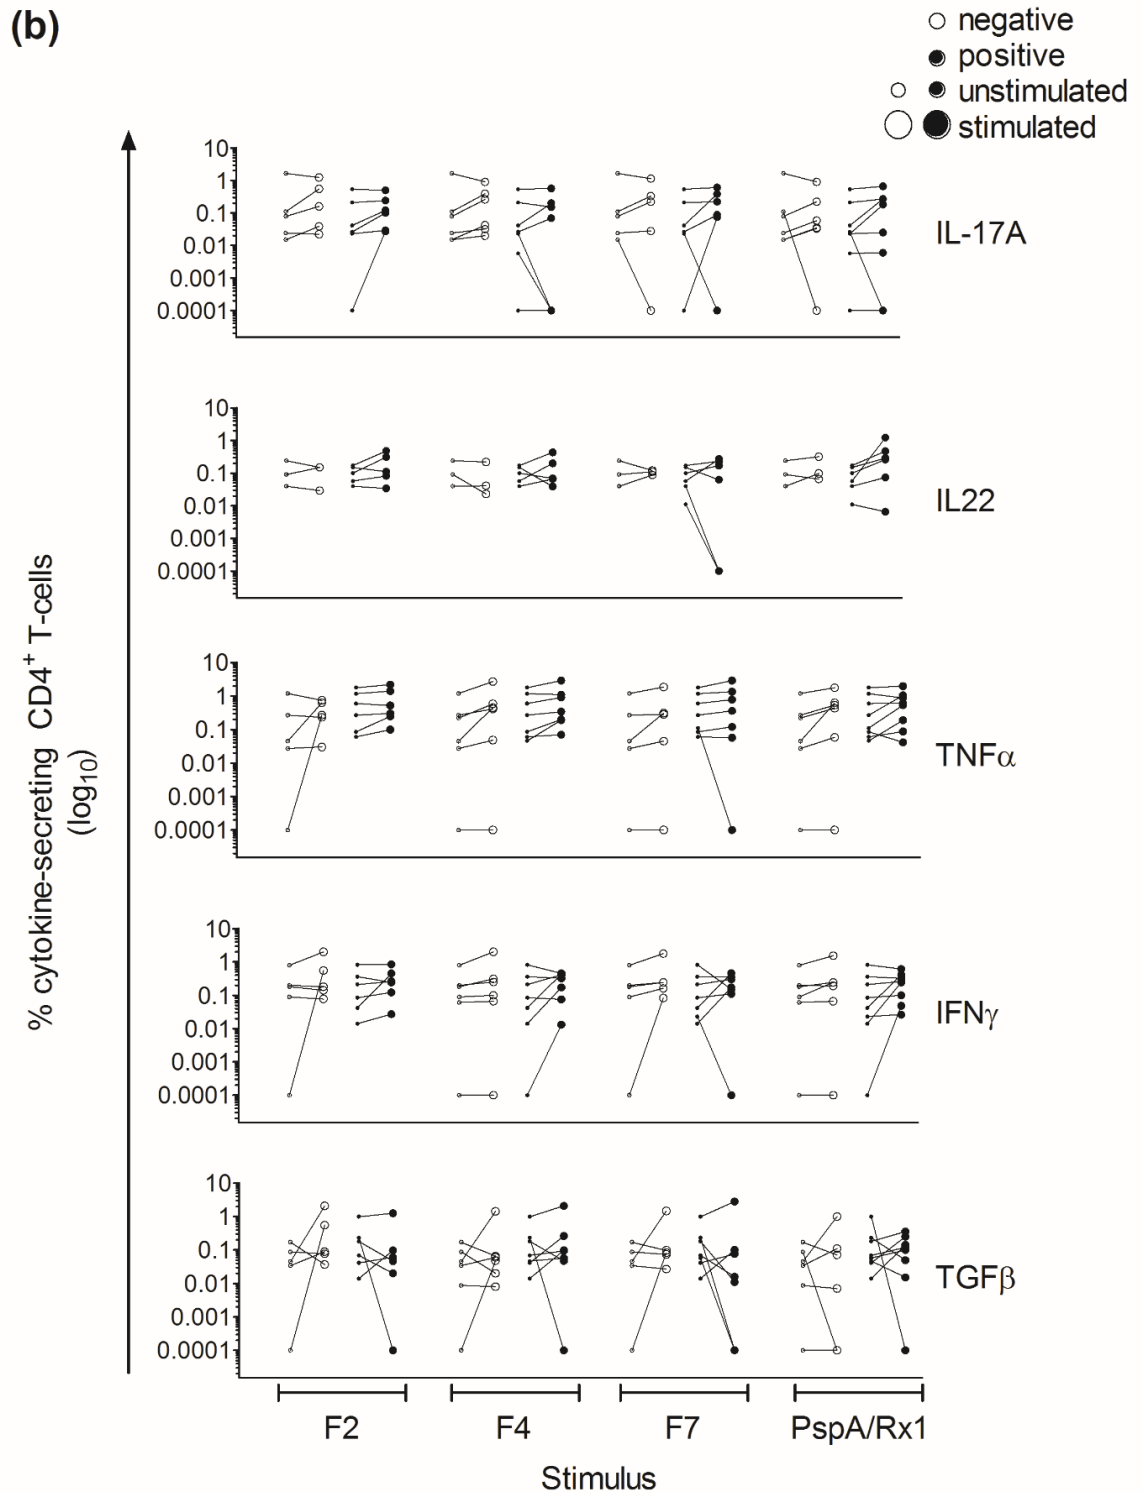 (b)
negative
positive
unstimulated
stimulated
% cytokine-secreting CD4⁺ T-cells
(log₁₀)
10
1
0.1
0.01
0.001
0.0001
IL-17A
10
1
0.1
0.01
0.001
0.0001
IL22
10
1
0.1
0.01
0.001
0.0001
TNFα
10
1
0.1
0.01
0.001
0.0001
IFNγ
10
1
0.1
0.01
0.001
0.0001
TGFβ
F2 F4 F7 PspA/Rx1
Stimulus